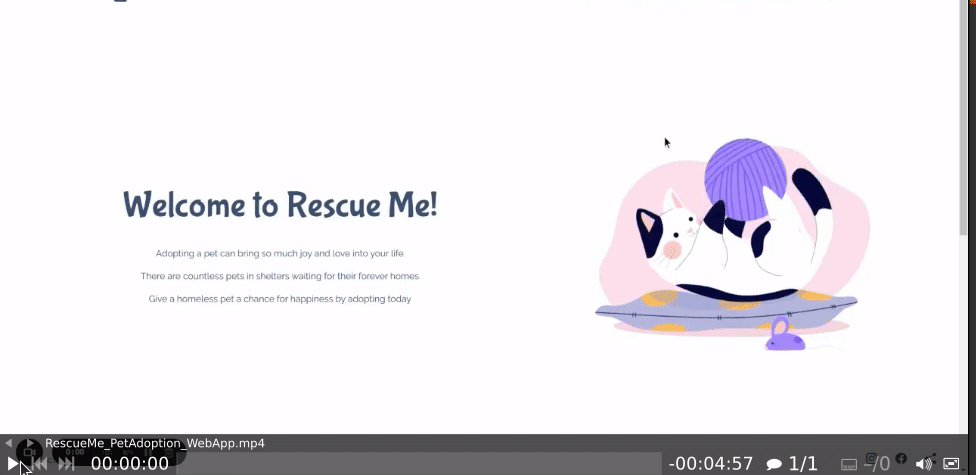 Welcome to Rescue Me!
Adopting a pet can bring so much joy and love into your life.
There are countless pets in shelters waiting for their forever homes.
Give a homeless pet a chance for happiness by adopting today
RescueMe_PetAdoption_WebApp.mp4
0:00
00:00:00
-00:04:57
1/1
-/0